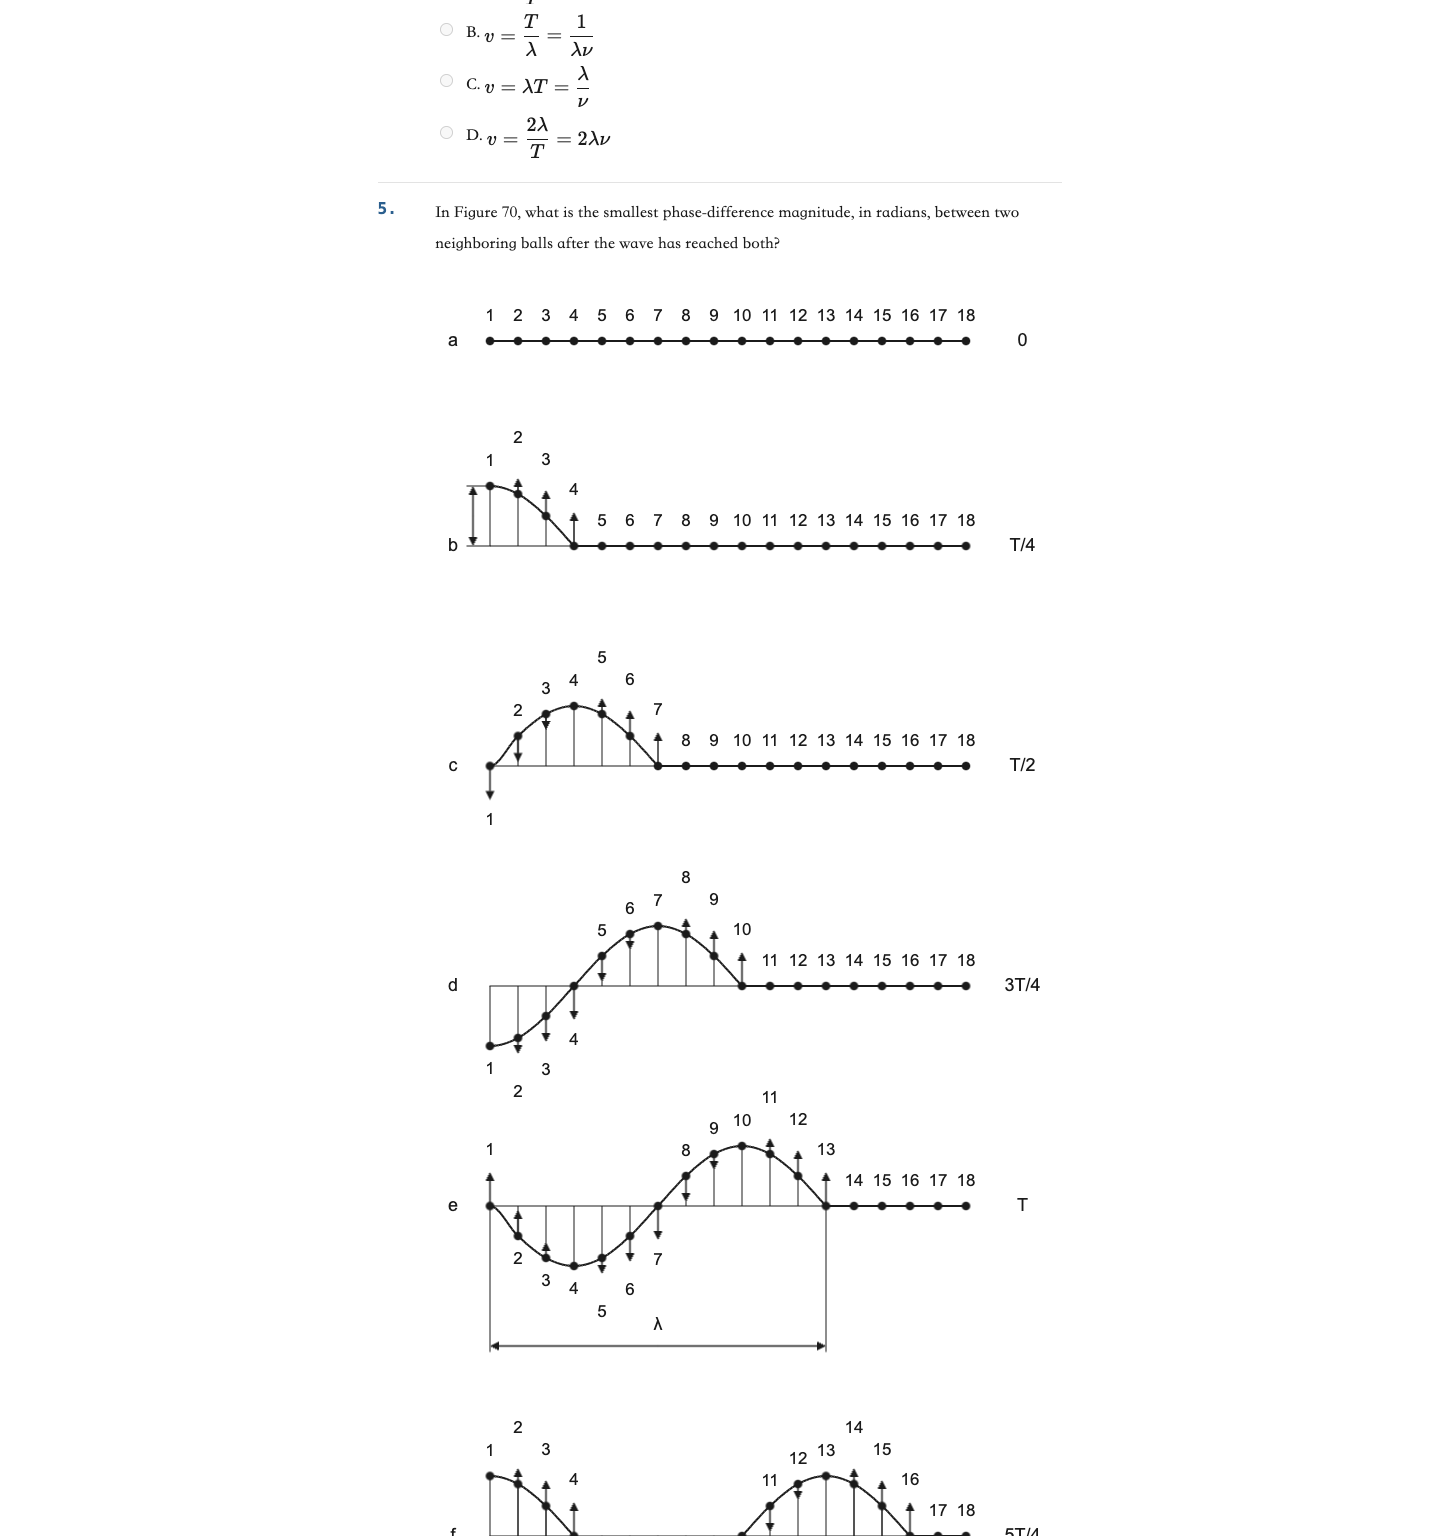 B. v = T/λ = 1/λν
C. v = λT = λ/ν
D. v = 2λ/T = 2λν
5. In Figure 70, what is the smallest phase-difference magnitude, in radians, between two
neighboring balls after the wave has reached both?
1 2 3 4 5 6 7 8 9 10 11 12 13 14 15 16 17 18
a 0
2
1 3
4
5 6 7 8 9 10 11 12 13 14 15 16 17 18
b T/4
5
4 6
3
2 7
8 9 10 11 12 13 14 15 16 17 18
c T/2
1
8
7 9
6
5 10
11 12 13 14 15 16 17 18
d 3T/4
4
1 3
2
11
10 12
9
1 8 13
14 15 16 17 18
e T
2 7
3
4 6
5
λ
2 14
1 3 13 15
12
4 11 16
17 18
f 5T/4